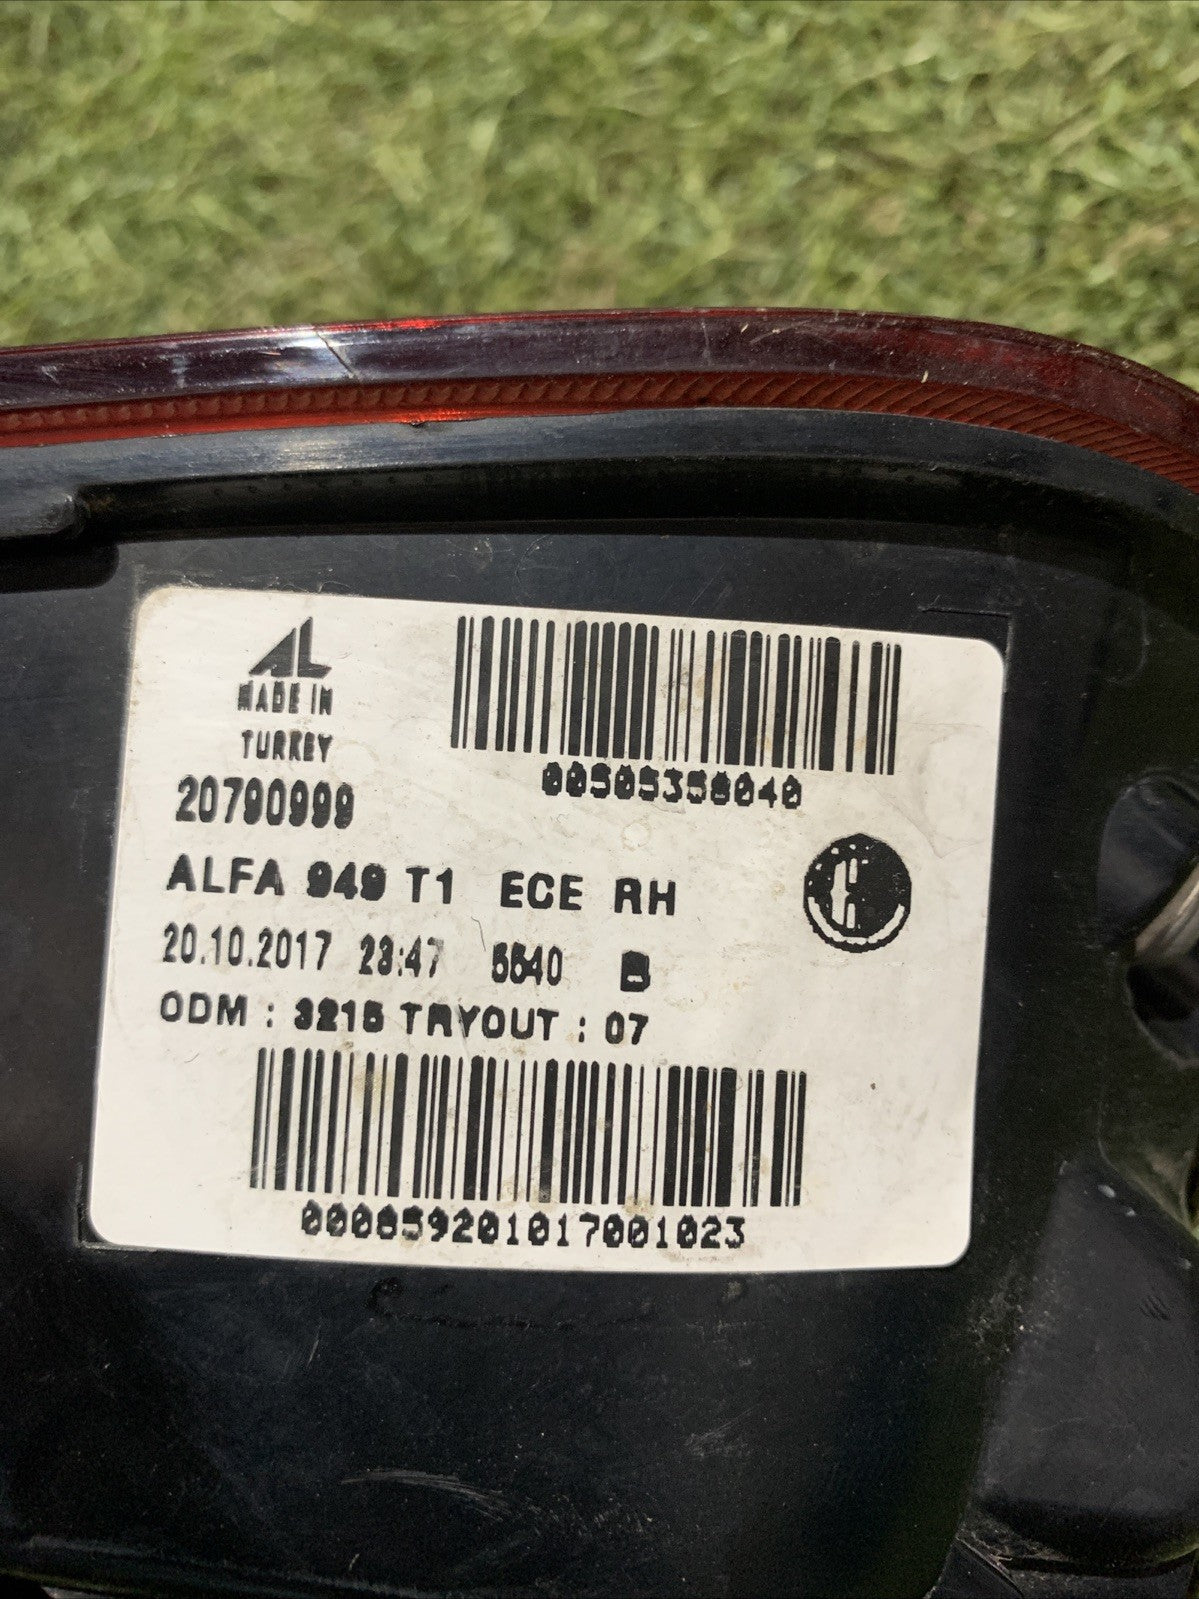 AL
MADE IN
TURKEY
00505358040
20790999
ALFA 949 T1 ECE RH
20.10.2017 23:47 5540 B
ODM : 3215 TRYOUT : 07
000859201017001023